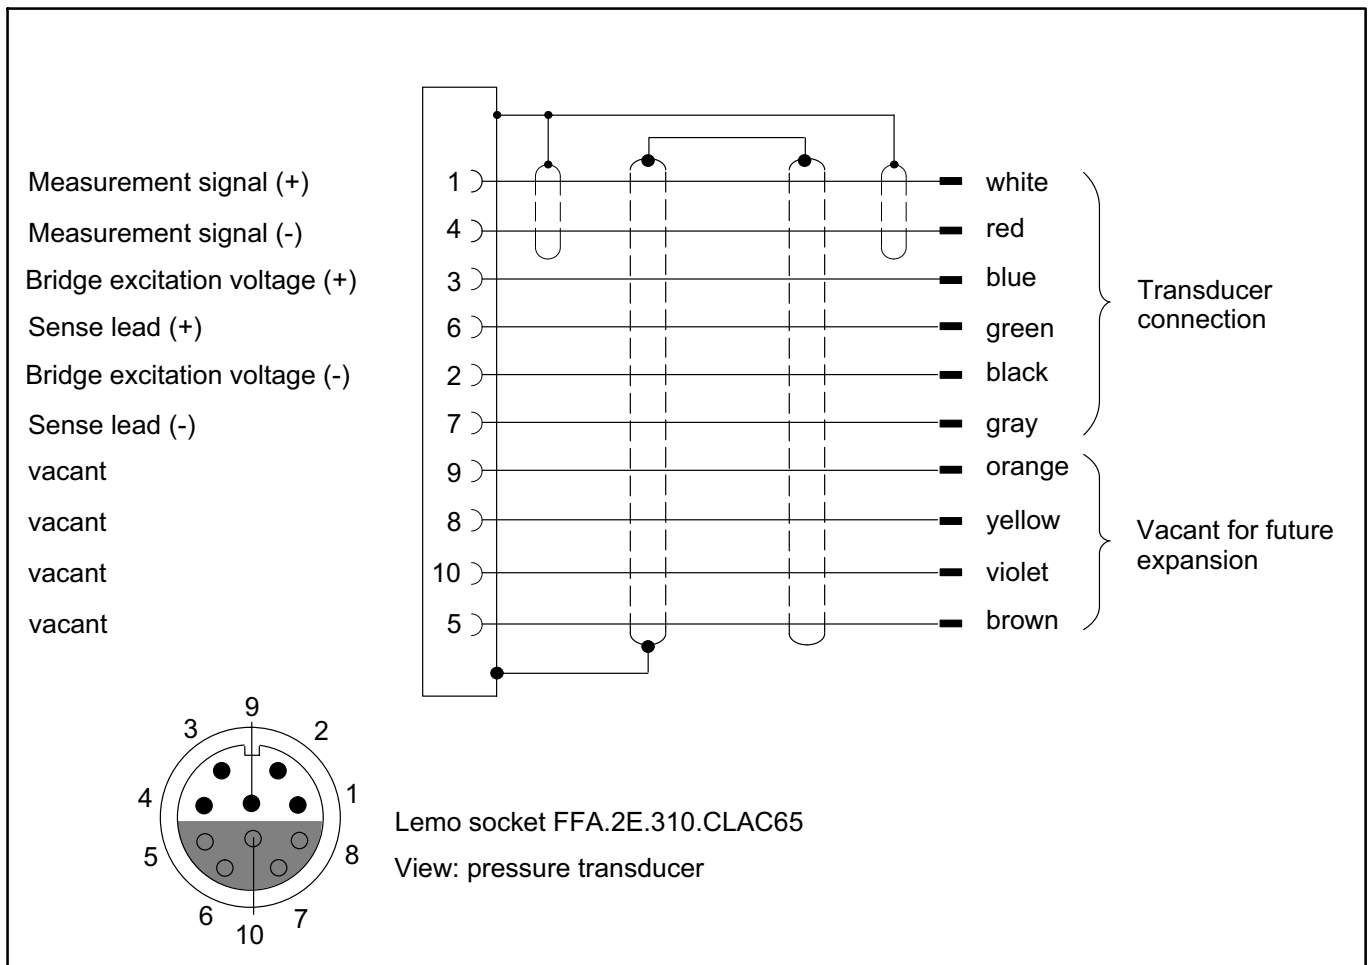 Measurement signal (+) 1 white
Measurement signal (-) 4 red
Bridge excitation voltage (+) 3 blue
Sense lead (+) 6 green
Bridge excitation voltage (-) 2 black
Sense lead (-) 7 gray
Transducer
connection
vacant 9 orange
vacant 8 yellow
vacant 10 violet
vacant 5 brown
Vacant for future
expansion
9
3 2
4 1
5 8
6 7
10
Lemo socket FFA.2E.310.CLAC65
View: pressure transducer